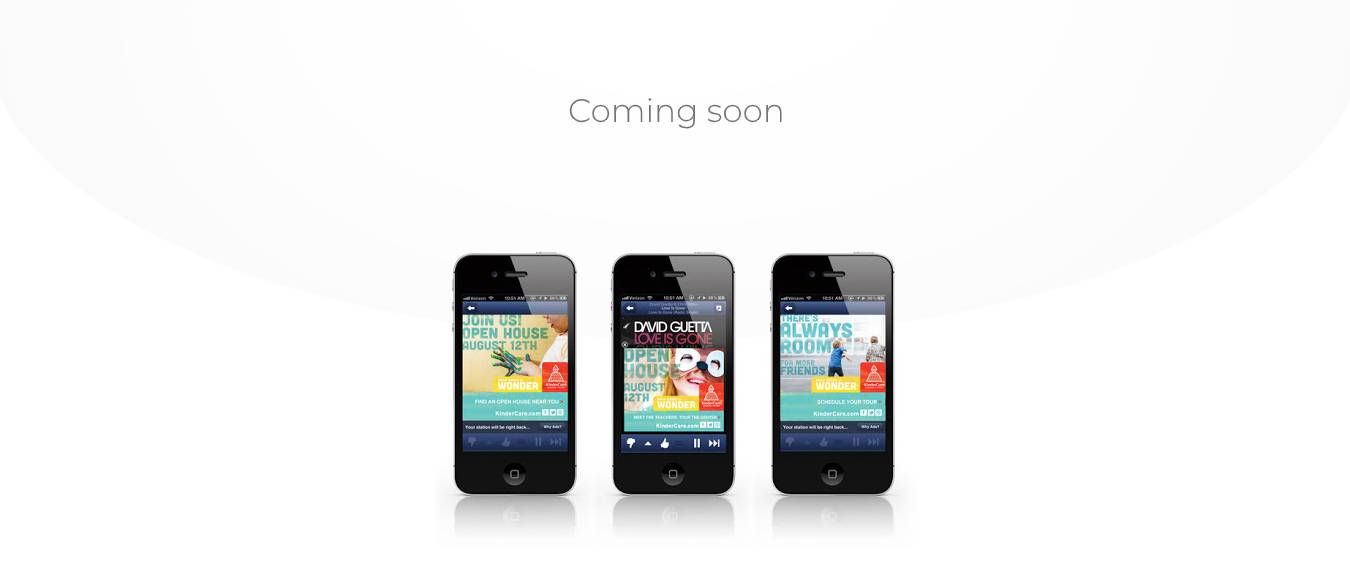 Coming soon
Verizon 10:51 AM
JOIN US!
OPEN HOUSE
AUGUST 12TH
WONDER
KinderCare
FIND AN OPEN HOUSE NEAR YOU
KinderCare.com
Your station will be right back... Why Ads?
Verizon 10:51 AM
Love Is Gone
DAVID GUETTA
LOVE IS GONE
OPEN
HOUSE
AUGUST
12TH
WONDER
KinderCare
MEET THE TEACHERS. TOUR THE CENTER.
KinderCare.com
Verizon 10:51 AM
THERE'S
ALWAYS
ROOM
FOR MORE
FRIENDS
WONDER
KinderCare
SCHEDULE YOUR TOUR
KinderCare.com
Your station will be right back... Why Ads?